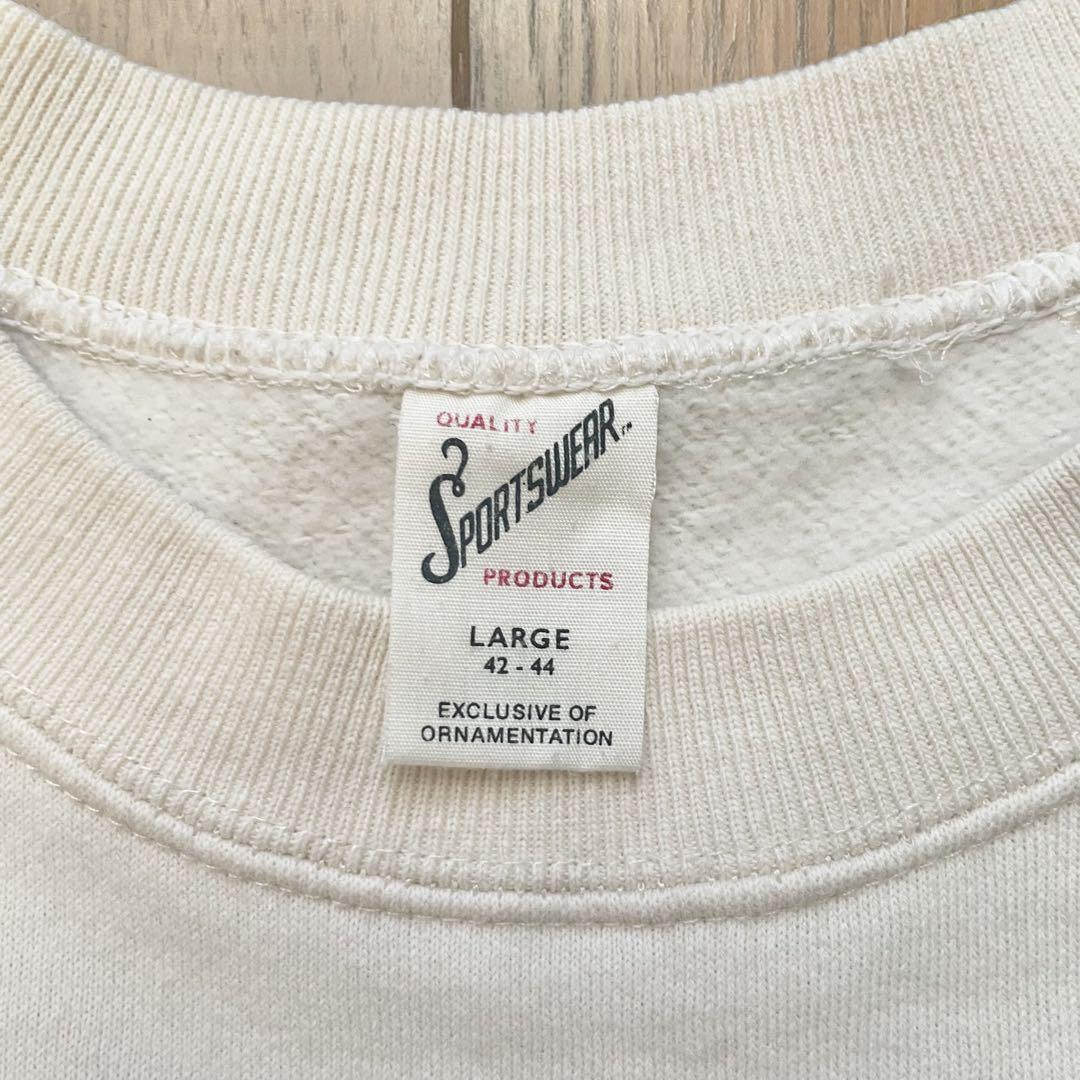 QUALITY
SPORTSWEAR™
PRODUCTS
LARGE
42 - 44
EXCLUSIVE OF
ORNAMENTATION